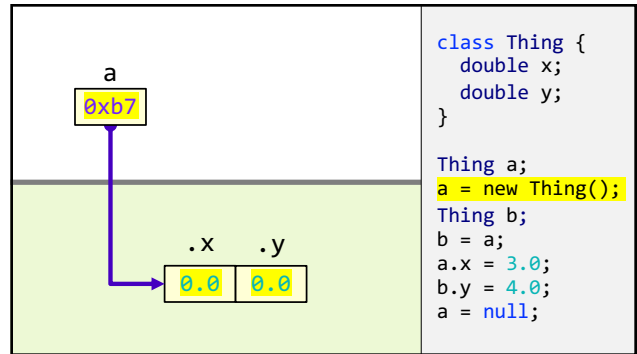 a
0xb7
.x .y
0.0 0.0
class Thing {
  double x;
  double y;
}
Thing a;
a = new Thing();
Thing b;
b = a;
a.x = 3.0;
b.y = 4.0;
a = null;